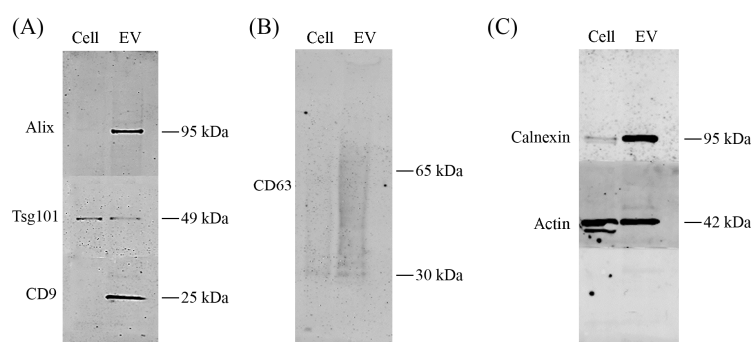 (A)
Cell EV
Alix 95 kDa
Tsg101 49 kDa
CD9 25 kDa
(B)
Cell EV
65 kDa
CD63
30 kDa
(C)
Cell EV
Calnexin 95 kDa
Actin 42 kDa